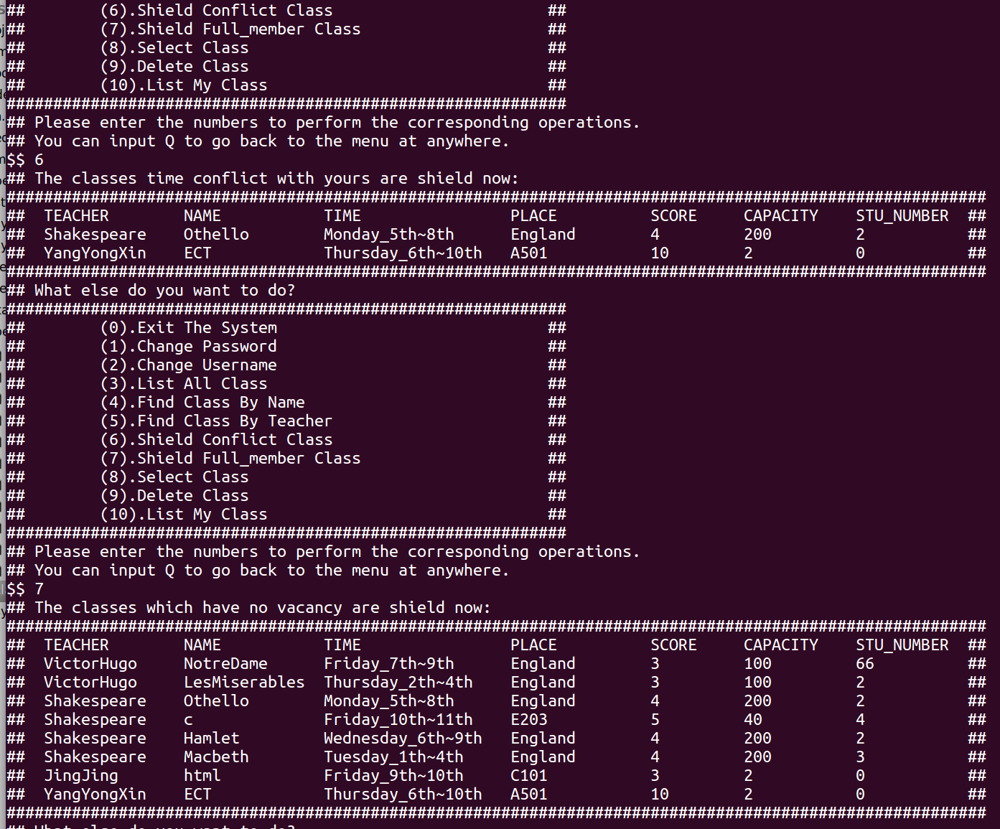 ##        (6).Shield Conflict Class                       ##
##        (7).Shield Full_member Class                    ##
##        (8).Select Class                                ##
##        (9).Delete Class                                ##
##        (10).List My Class                              ##
############################################################
## Please enter the numbers to perform the corresponding operations.
## You can input Q to go back to the menu at anywhere.
$$ 6
## The classes time conflict with yours are shield now:
#########################################################################################################
##  TEACHER        NAME           TIME                PLACE          SCORE     CAPACITY    STU_NUMBER  ##
##  Shakespeare    Othello        Monday_5th~8th      England        4         200         2           ##
##  YangYongXin    ECT            Thursday_6th~10th   A501           10        2           0           ##
#########################################################################################################
## What else do you want to do?
############################################################
##        (0).Exit The System                             ##
##        (1).Change Password                             ##
##        (2).Change Username                             ##
##        (3).List All Class                              ##
##        (4).Find Class By Name                          ##
##        (5).Find Class By Teacher                       ##
##        (6).Shield Conflict Class                       ##
##        (7).Shield Full_member Class                    ##
##        (8).Select Class                                ##
##        (9).Delete Class                                ##
##        (10).List My Class                              ##
############################################################
## Please enter the numbers to perform the corresponding operations.
## You can input Q to go back to the menu at anywhere.
$$ 7
## The classes which have no vacancy are shield now:
#########################################################################################################
##  TEACHER        NAME           TIME                PLACE          SCORE     CAPACITY    STU_NUMBER  ##
##  VictorHugo     NotreDame      Friday_7th~9th      England        3         100         66          ##
##  VictorHugo     LesMiserables  Thursday_2th~4th    England        3         100         2           ##
##  Shakespeare    Othello        Monday_5th~8th      England        4         200         2           ##
##  Shakespeare    c              Friday_10th~11th    E203           5         40          4           ##
##  Shakespeare    Hamlet         Wednesday_6th~9th   England        4         200         2           ##
##  Shakespeare    Macbeth        Tuesday_1th~4th     England        4         200         3           ##
##  JingJing       html           Friday_9th~10th     C101           3         2           0           ##
##  YangYongXin    ECT            Thursday_6th~10th   A501           10        2           0           ##
#########################################################################################################
## What else do you want to do?